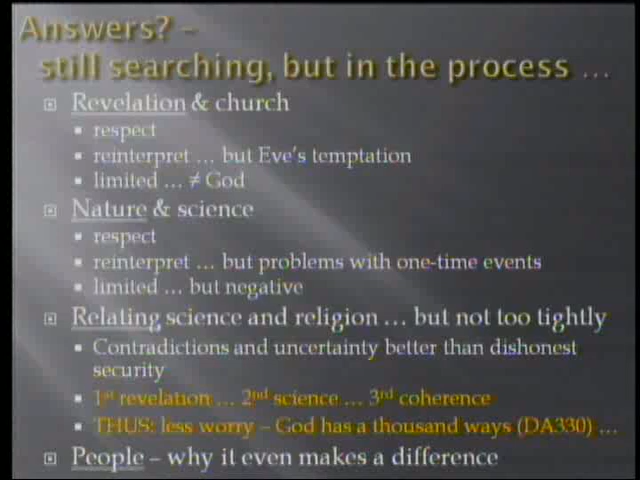 Answers? –
still searching, but in the process …
Revelation & church
respect
reinterpret … but Eve's temptation
limited … ≠ God
Nature & science
respect
reinterpret … but problems with one-time events
limited … but negative
Relating science and religion … but not too tightly
Contradictions and uncertainty better than dishonest
security
1st revelation … 2nd science … 3rd coherence
THUS: less worry – God has a thousand ways (DA330) …
People – why it even makes a difference